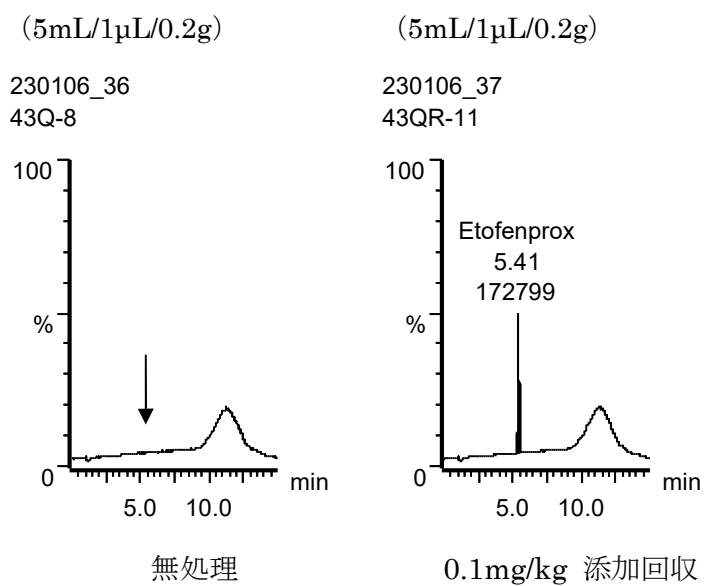 （5mL/1μL/0.2g）
230106_36
43Q-8
100
%
0
5.0 10.0
min
無処理
（5mL/1μL/0.2g）
230106_37
43QR-11
100
Etofenprox
5.41
172799
%
0
5.0 10.0
min
0.1mg/kg 添加回収